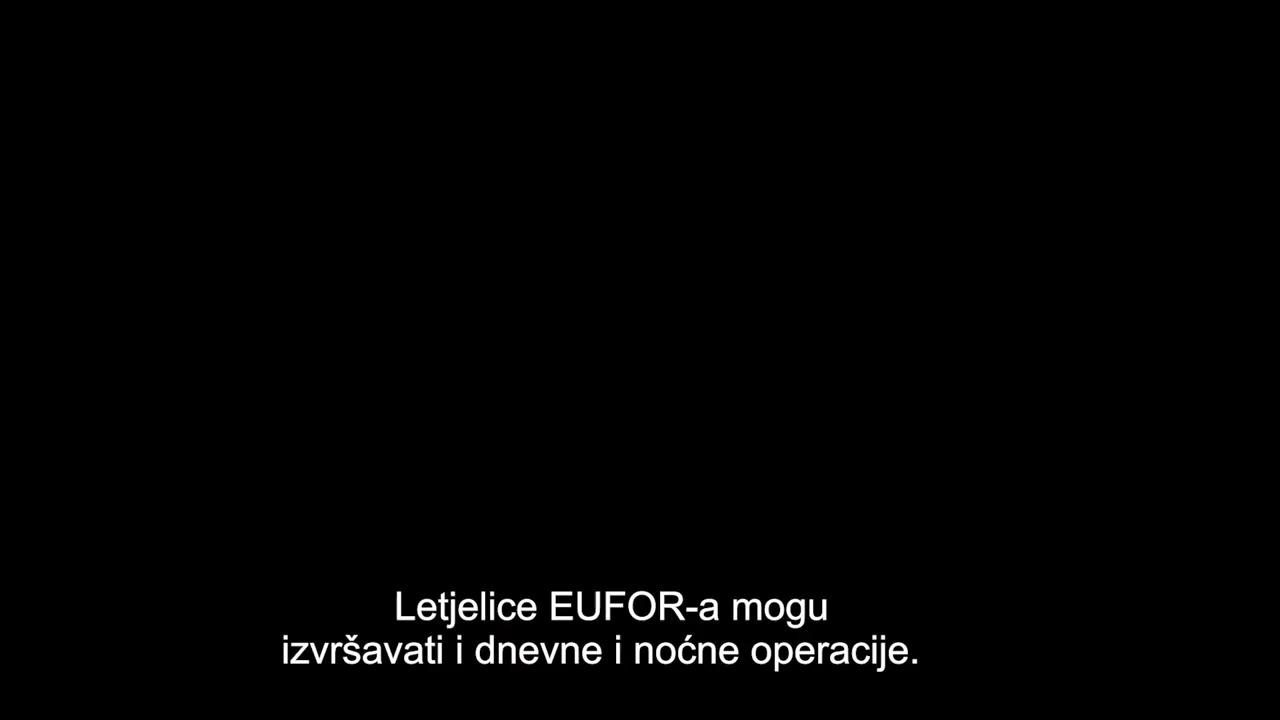 Letjelice EUFOR-a mogu
izvršavati i dnevne i noćne operacije.